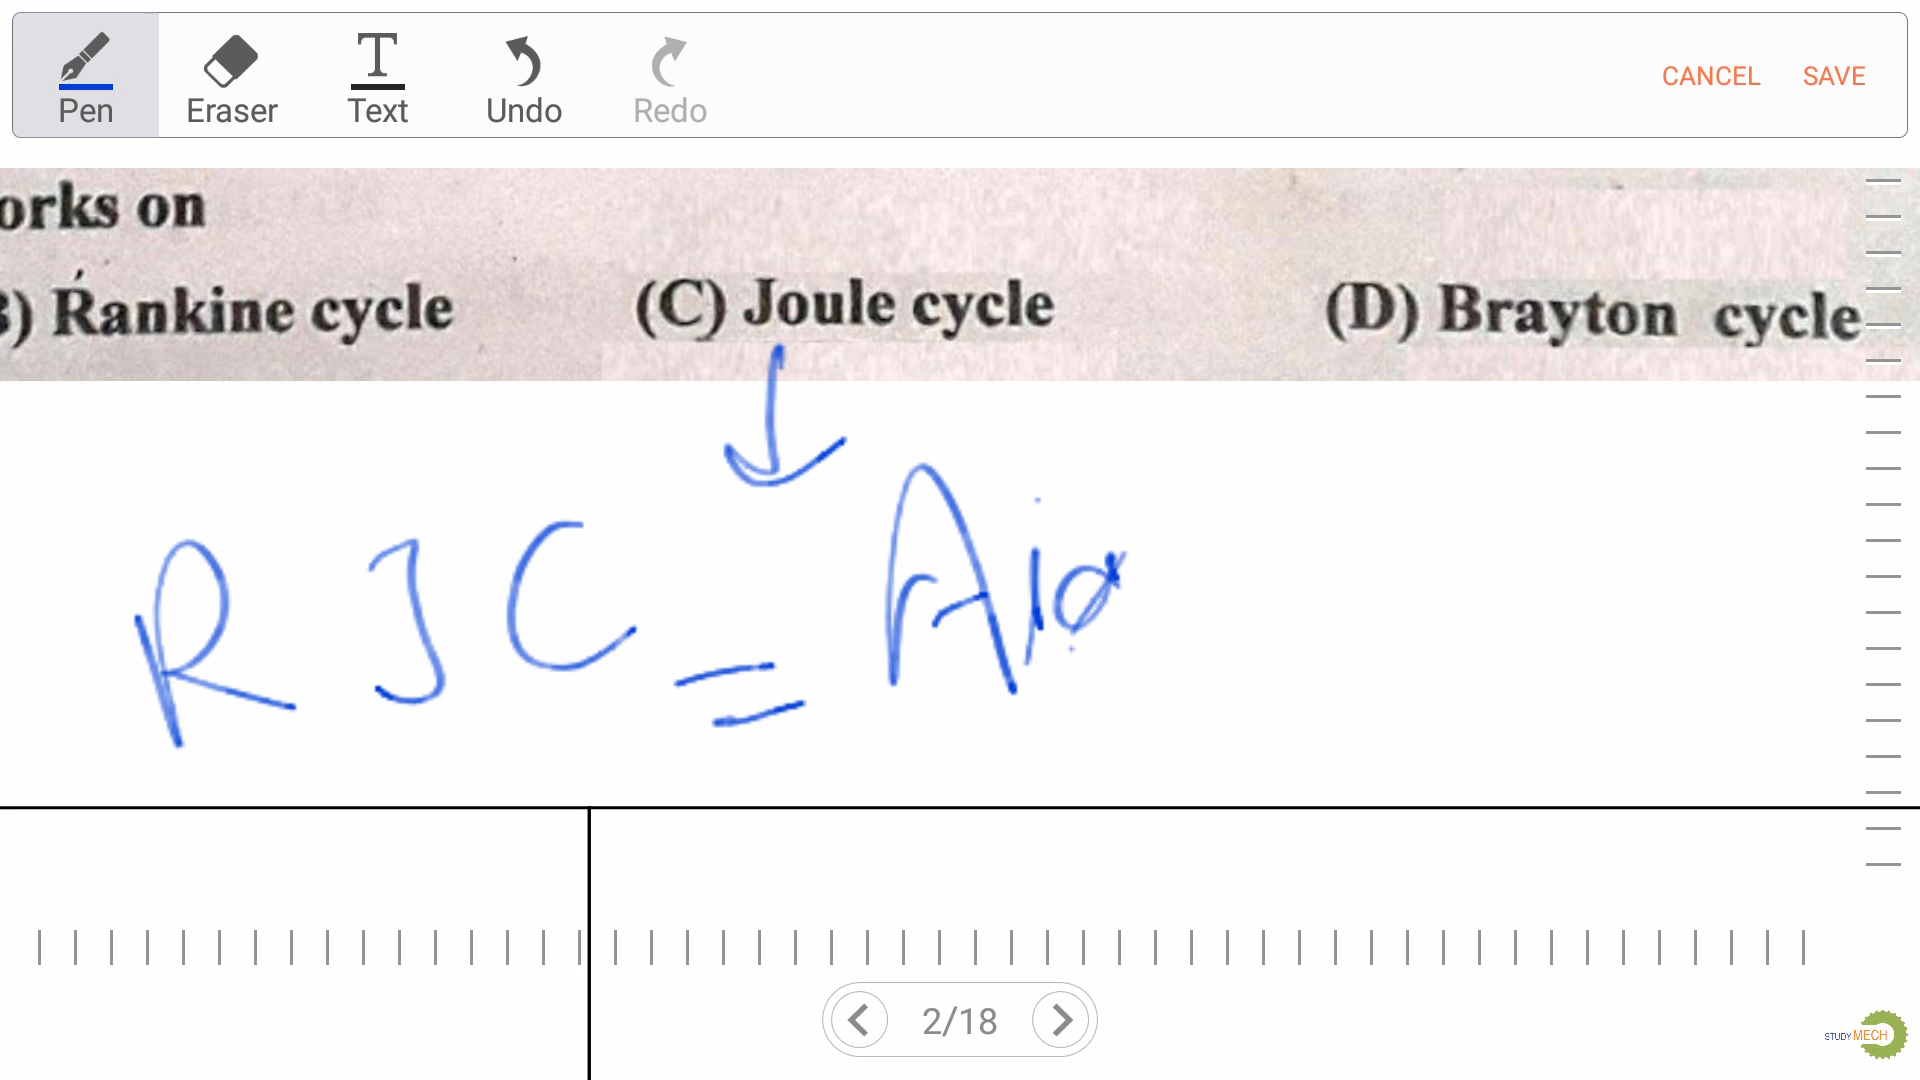 Pen Eraser Text Undo Redo CANCEL SAVE
orks on
) Rankine cycle (C) Joule cycle (D) Brayton cycle
R J C = Air
2/18
STUDY MECH